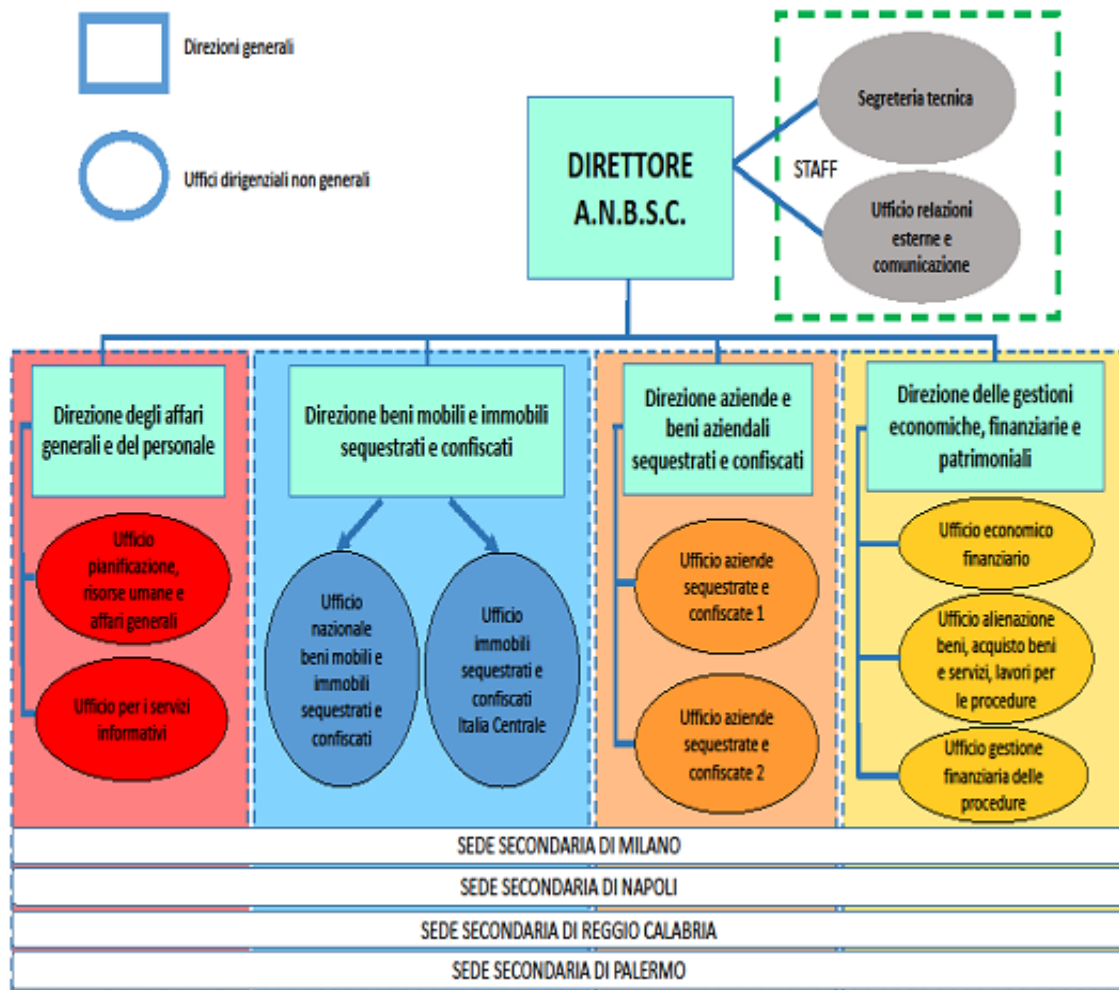 Direzioni generali
Uffici dirigenziali non generali
DIRETTORE
A.N.B.S.C.
STAFF
Segreteria tecnica
Ufficio relazioni
esterne e
comunicazione
Direzione degli affari
generali e del personale
Ufficio
pianificazione,
risorse umane e
affari generali
Ufficio per i servizi
informativi
Direzione beni mobili e immobili
sequestrati e confiscati
Ufficio
nazionale
beni mobili e
immobili
sequestrati e
confiscati
Ufficio
immobili
sequestrati e
confiscati
Italia Centrale
Direzione aziende e
beni aziendali
sequestrati e confiscati
Ufficio aziende
sequestrate e
confiscate 1
Ufficio aziende
sequestrate e
confiscate 2
Direzione delle gestioni
economiche, finanziarie e
patrimoniali
Ufficio economico
finanziario
Ufficio alienazione
beni, acquisto beni
e servizi, lavori per
le procedure
Ufficio gestione
finanziaria delle
procedure
SEDE SECONDARIA DI MILANO
SEDE SECONDARIA DI NAPOLI
SEDE SECONDARIA DI REGGIO CALABRIA
SEDE SECONDARIA DI PALERMO